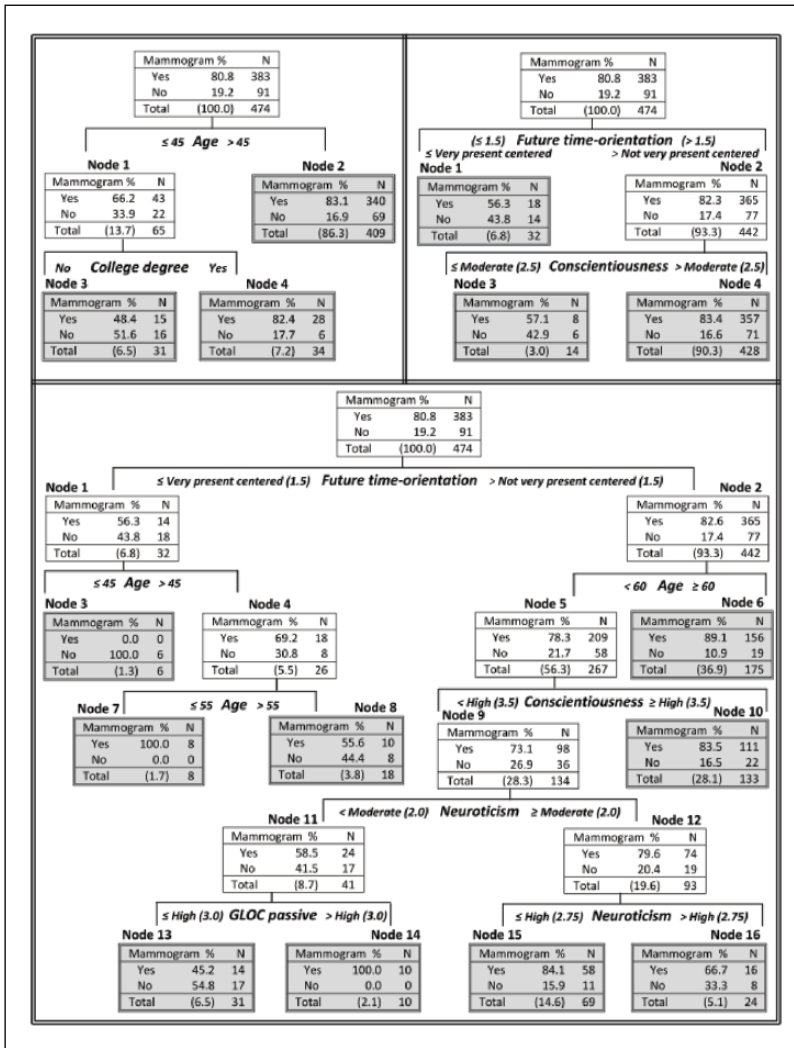 Mammogram % N
Yes 80.8 383
No 19.2 91
Total (100.0) 474
≤ 45 Age > 45
Node 1
Mammogram % N
Yes 66.2 43
No 33.9 22
Total (13.7) 65
Node 2
Mammogram % N
Yes 83.1 340
No 16.9 69
Total (86.3) 409
No College degree Yes
Node 3
Mammogram % N
Yes 48.4 15
No 51.6 16
Total (6.5) 31
Node 4
Mammogram % N
Yes 82.4 28
No 17.7 6
Total (7.2) 34
Mammogram % N
Yes 80.8 383
No 19.2 91
Total (100.0) 474
(≤ 1.5) Future time-orientation (> 1.5)
≤ Very present centered > Not very present centered
Node 1
Mammogram % N
Yes 56.3 18
No 43.8 14
Total (6.8) 32
Node 2
Mammogram % N
Yes 82.3 365
No 17.4 77
Total (93.3) 442
≤ Moderate (2.5) Conscientiousness > Moderate (2.5)
Node 3
Mammogram % N
Yes 57.1 8
No 42.9 6
Total (3.0) 14
Node 4
Mammogram % N
Yes 83.4 357
No 16.6 71
Total (90.3) 428
Mammogram % N
Yes 80.8 383
No 19.2 91
Total (100.0) 474
≤ Very present centered (1.5) Future time-orientation > Not very present centered (1.5)
Node 1
Mammogram % N
Yes 56.3 14
No 43.8 18
Total (6.8) 32
Node 2
Mammogram % N
Yes 82.6 365
No 17.4 77
Total (93.3) 442
≤ 45 Age > 45
Node 3
Mammogram % N
Yes 0.0 0
No 100.0 6
Total (1.3) 6
Node 4
Mammogram % N
Yes 69.2 18
No 30.8 8
Total (5.5) 26
< 60 Age ≥ 60
Node 5
Mammogram % N
Yes 78.3 209
No 21.7 58
Total (56.3) 267
Node 6
Mammogram % N
Yes 89.1 156
No 10.9 19
Total (36.9) 175
≤ 55 Age > 55
Node 7
Mammogram % N
Yes 100.0 8
No 0.0 0
Total (1.7) 8
Node 8
Mammogram % N
Yes 55.6 10
No 44.4 8
Total (3.8) 18
< High (3.5) Conscientiousness ≥ High (3.5)
Node 9
Mammogram % N
Yes 73.1 98
No 26.9 36
Total (28.3) 134
Node 10
Mammogram % N
Yes 83.5 111
No 16.5 22
Total (28.1) 133
< Moderate (2.0) Neuroticism ≥ Moderate (2.0)
Node 11
Mammogram % N
Yes 58.5 24
No 41.5 17
Total (8.7) 41
Node 12
Mammogram % N
Yes 79.6 74
No 20.4 19
Total (19.6) 93
≤ High (3.0) GLOC passive > High (3.0)
Node 13
Mammogram % N
Yes 45.2 14
No 54.8 17
Total (6.5) 31
Node 14
Mammogram % N
Yes 100.0 10
No 0.0 0
Total (2.1) 10
≤ High (2.75) Neuroticism > High (2.75)
Node 15
Mammogram % N
Yes 84.1 58
No 15.9 11
Total (14.6) 69
Node 16
Mammogram % N
Yes 66.7 16
No 33.3 8
Total (5.1) 24